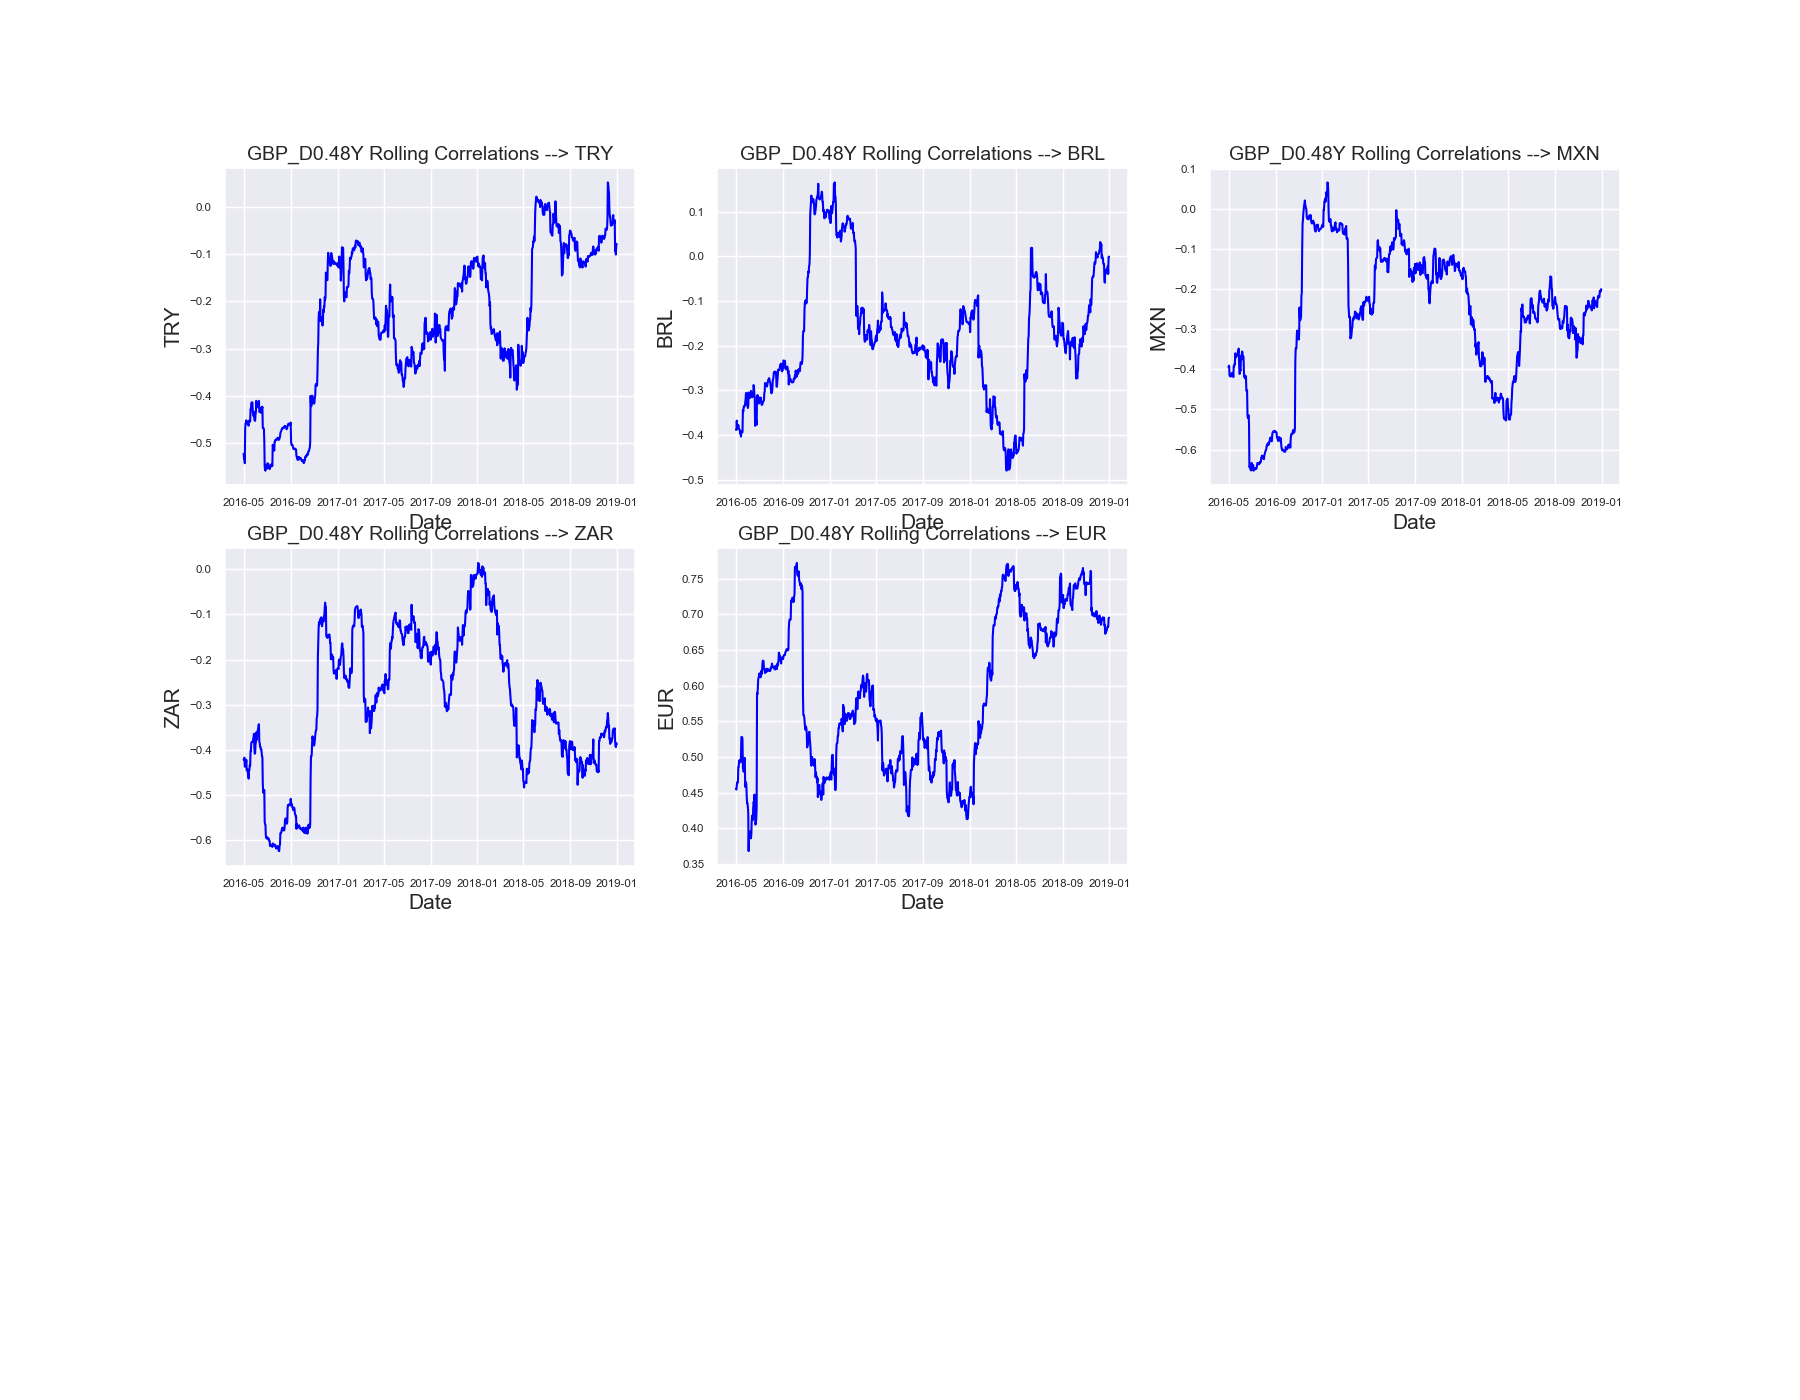 GBP_D0.48Y Rolling Correlations --> TRY
TRY
0.0
−0.1
−0.2
−0.3
−0.4
−0.5
2016-05 2016-09 2017-01 2017-05 2017-09 2018-01 2018-05 2018-09 2019-01
Date
GBP_D0.48Y Rolling Correlations --> BRL
BRL
0.1
0.0
−0.1
−0.2
−0.3
−0.4
−0.5
2016-05 2016-09 2017-01 2017-05 2017-09 2018-01 2018-05 2018-09 2019-01
Date
GBP_D0.48Y Rolling Correlations --> MXN
MXN
0.1
0.0
−0.1
−0.2
−0.3
−0.4
−0.5
−0.6
2016-05 2016-09 2017-01 2017-05 2017-09 2018-01 2018-05 2018-09 2019-01
Date
GBP_D0.48Y Rolling Correlations --> ZAR
ZAR
0.0
−0.1
−0.2
−0.3
−0.4
−0.5
−0.6
2016-05 2016-09 2017-01 2017-05 2017-09 2018-01 2018-05 2018-09 2019-01
Date
GBP_D0.48Y Rolling Correlations --> EUR
EUR
0.75
0.70
0.65
0.60
0.55
0.50
0.45
0.40
0.35
2016-05 2016-09 2017-01 2017-05 2017-09 2018-01 2018-05 2018-09 2019-01
Date